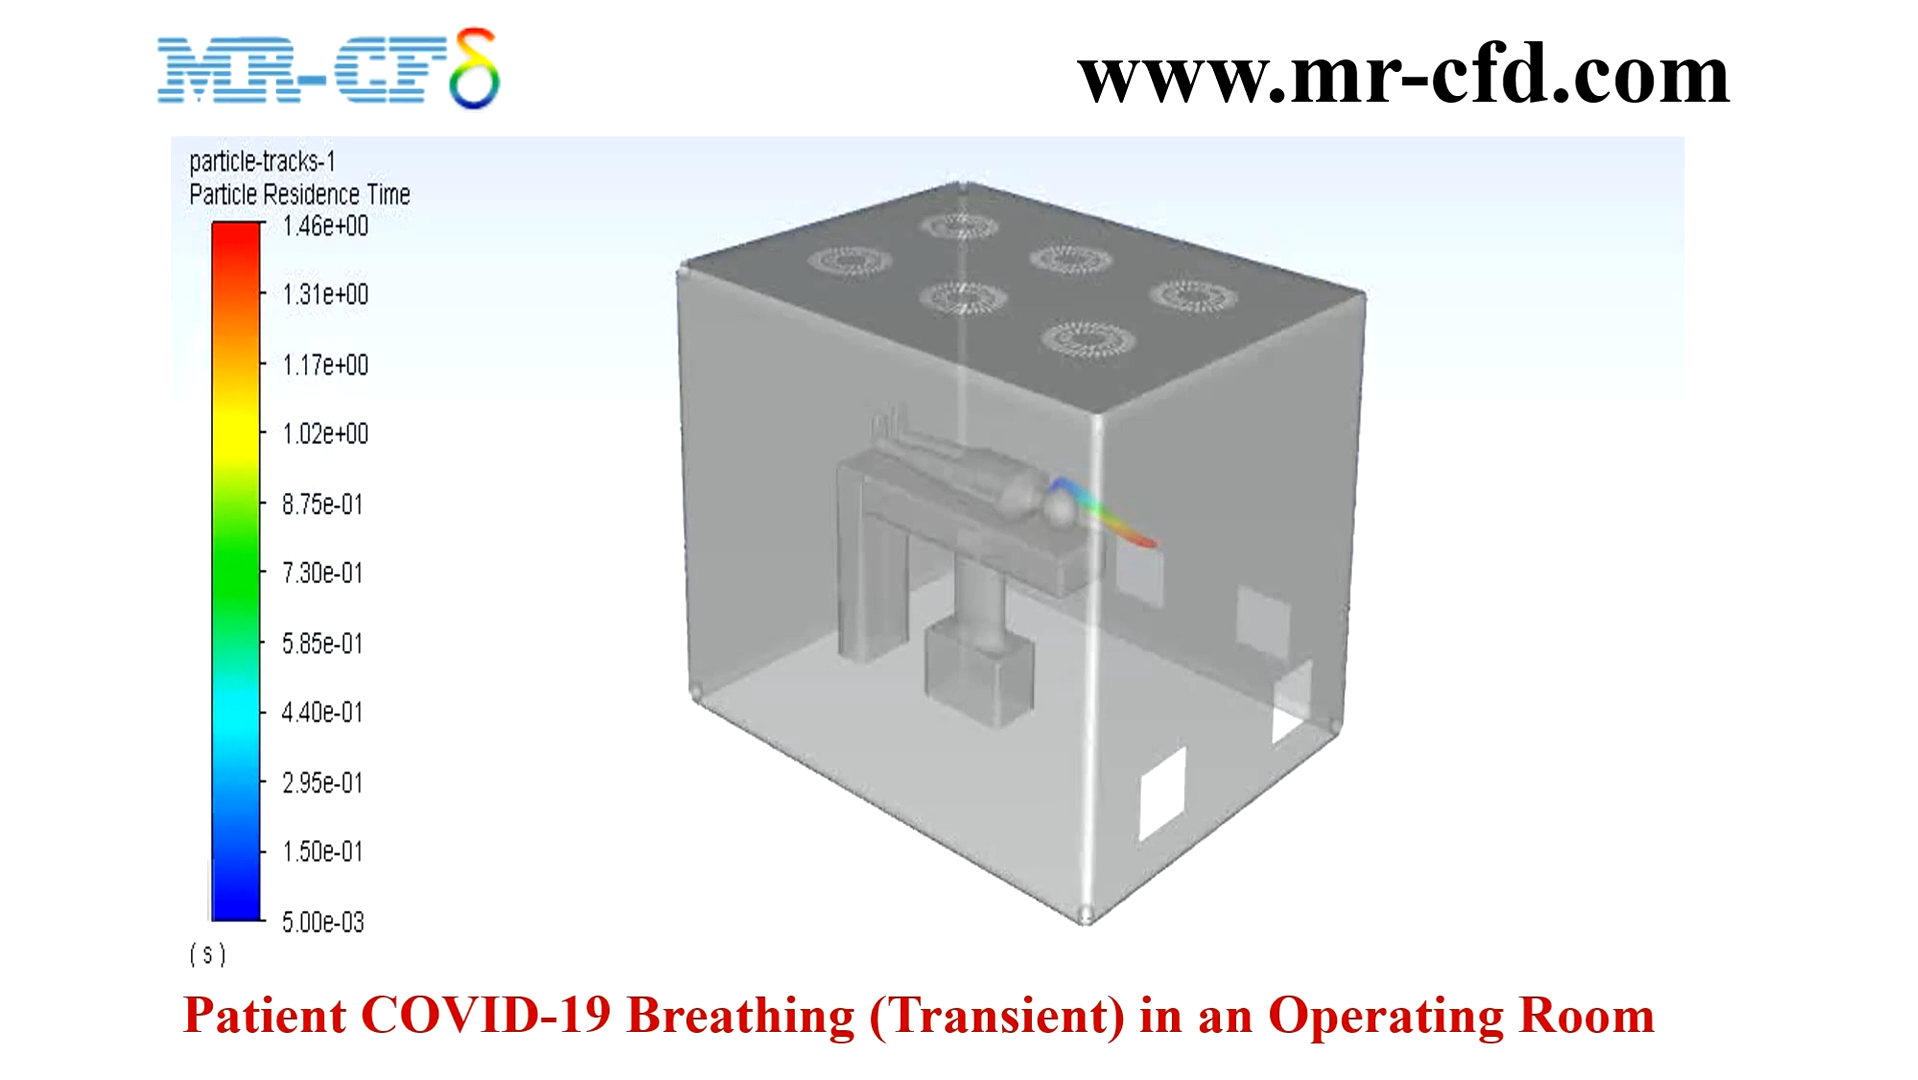 MR-CFδ
www.mr-cfd.com
particle-tracks-1
Particle Residence Time
1.46e+00
1.31e+00
1.17e+00
1.02e+00
8.75e-01
7.30e-01
5.85e-01
4.40e-01
2.95e-01
1.50e-01
5.00e-03
( s )
Patient COVID-19 Breathing (Transient) in an Operating Room